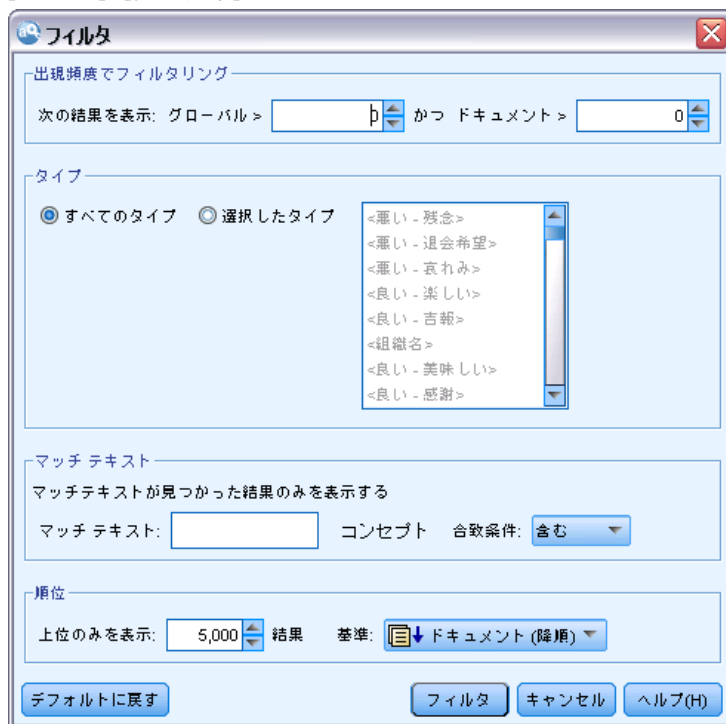 フィルタ
出現頻度でフィルタリング
次の結果を表示: グローバル > 0 かつ ドキュメント > 0
タイプ
すべてのタイプ 選択したタイプ
<悪い - 残念>
<悪い - 退会希望>
<悪い - 哀れみ>
<良い - 楽しい>
<良い - 吉報>
<組織名>
<良い - 美味しい>
<良い - 感謝>
マッチ テキスト
マッチテキストが見つかった結果のみを表示する
マッチ テキスト: コンセプト 合致条件: 含む
順位
上位のみを表示: 5,000 結果 基準: ドキュメント (降順)
デフォルトに戻す フィルタ キャンセル ヘルプ(H)